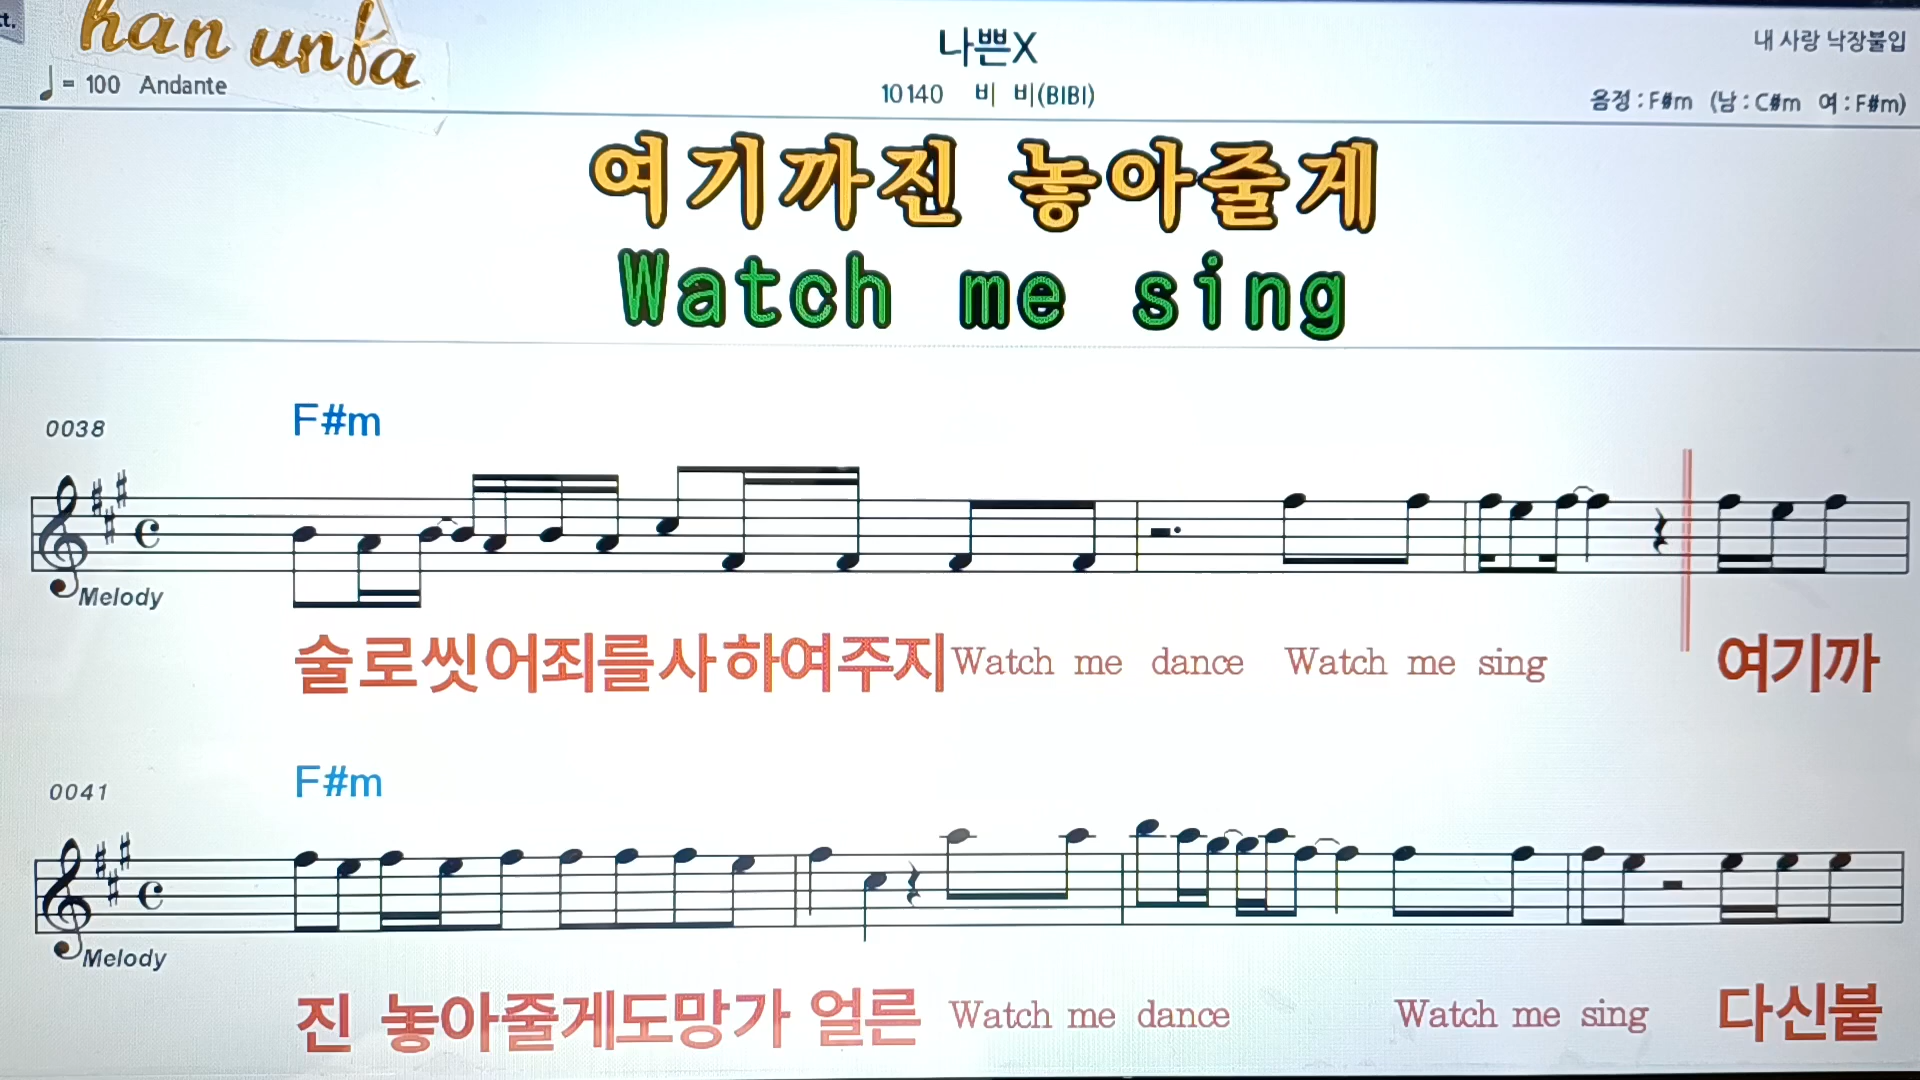 ct.
han unfa
나쁜X
내 사랑 낙장불입
♩= 100 Andante
10140 비 비(BIBI)
음정 : F#m (남 : C#m 여 : F#m)
여기까진 놓아줄게
Watch me sing
F#m
0038
Melody
술로씻어죄를사하여주지Watch me dance Watch me sing 여기까
F#m
0041
Melody
진 놓아줄게도망가 얼른 Watch me dance Watch me sing 다신붙